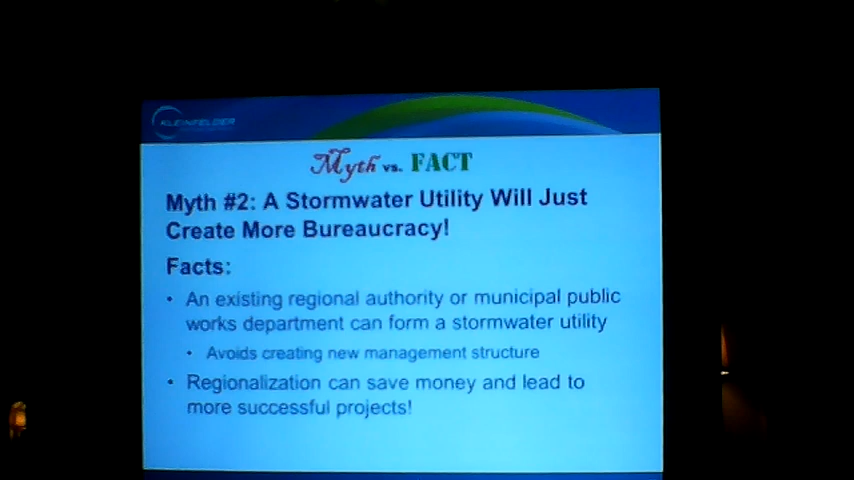 KLEINFELDER
Myth vs. FACT
Myth #2: A Stormwater Utility Will Just
Create More Bureaucracy!
Facts:
• An existing regional authority or municipal public
works department can form a stormwater utility
• Avoids creating new management structure
• Regionalization can save money and lead to
more successful projects!